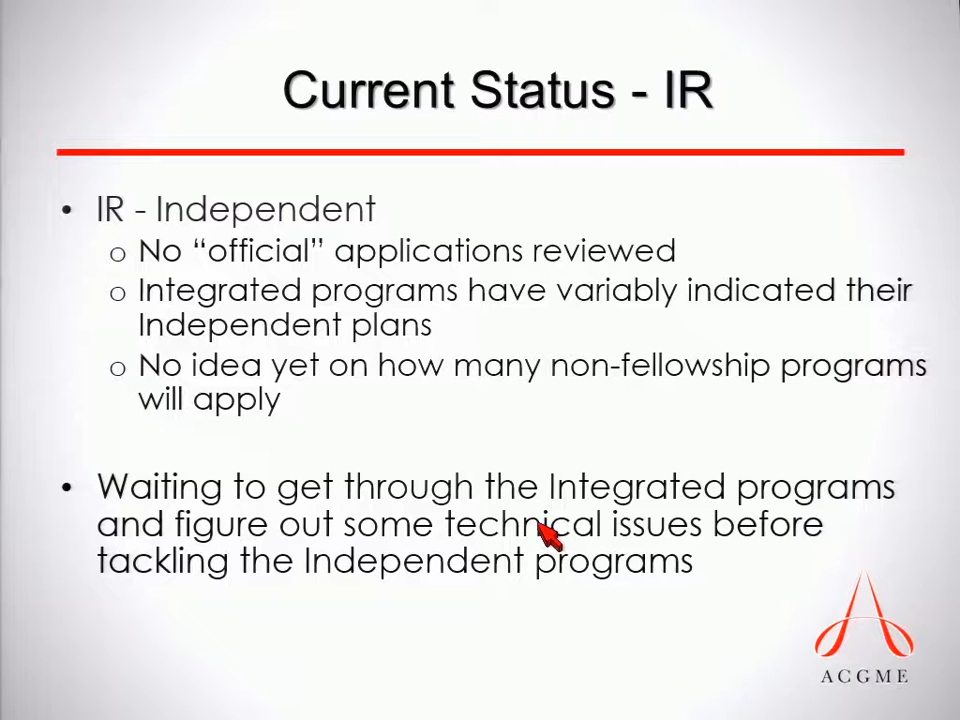 Current Status - IR
• IR - Independent
o No “official” applications reviewed
o Integrated programs have variably indicated their
Independent plans
o No idea yet on how many non-fellowship programs
will apply
• Waiting to get through the Integrated programs
and figure out some technical issues before
tackling the Independent programs
ACGME